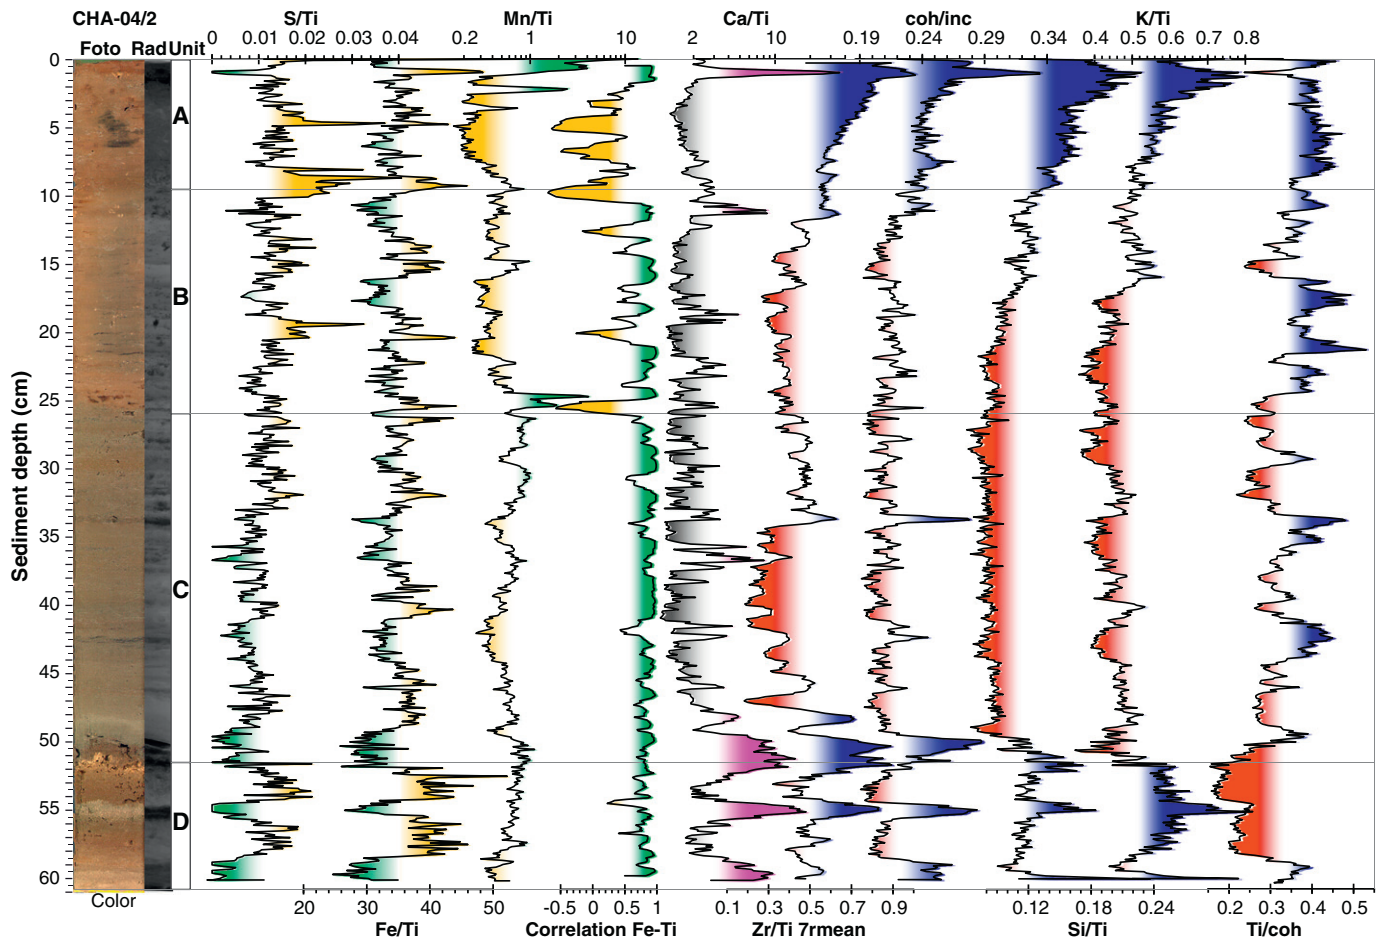 CHA-04/2 S/Ti Mn/Ti Ca/Ti coh/inc K/Ti
Foto Rad Unit 0 0.01 0.02 0.03 0.04 0.2 1 10 2 10 0.19 0.24 0.29 0.34 0.4 0.5 0.6 0.7 0.8
0
A
5
10
15
B
20
25
30
Sediment depth (cm)
35
C
40
45
50
55
D
60
Color
20 30 40 50 -0.5 0 0.5 1 0.1 0.3 0.5 0.7 0.9 0.12 0.18 0.24 0.2 0.3 0.4 0.5
Fe/Ti Correlation Fe-Ti Zr/Ti 7rmean Si/Ti Ti/coh